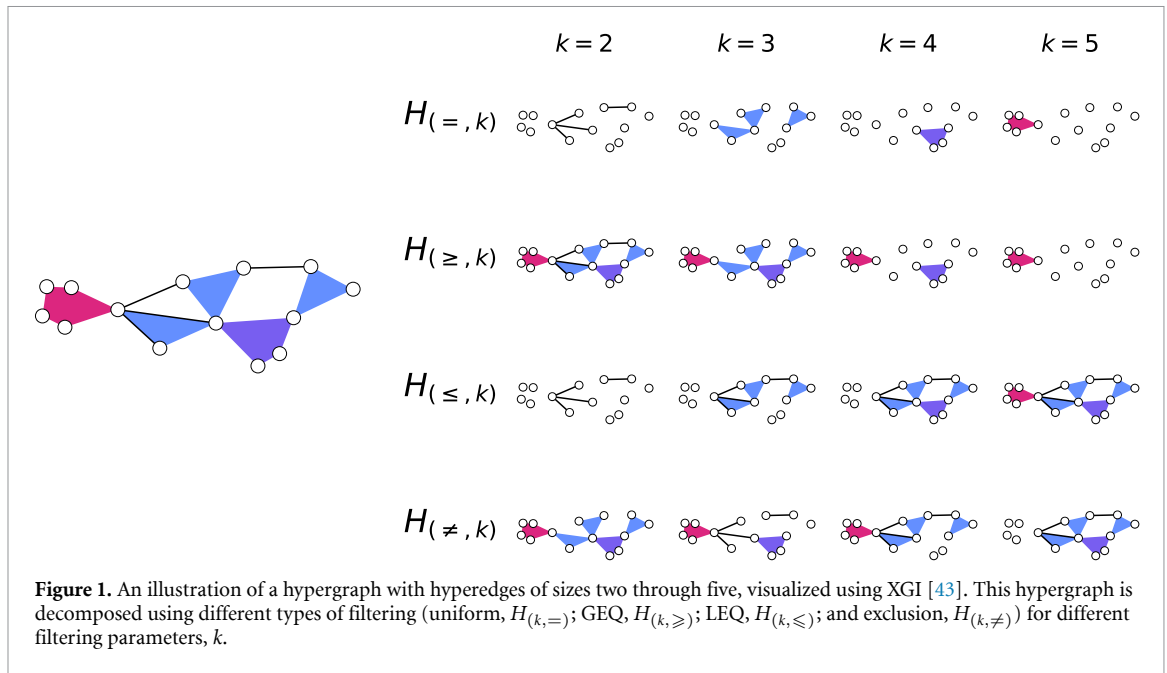 k = 2 k = 3 k = 4 k = 5
H(=, k)
H(≥, k)
H(≤, k)
H(≠, k)
Figure 1. An illustration of a hypergraph with hyperedges of sizes two through five, visualized using XGI [43]. This hypergraph is
decomposed using different types of filtering (uniform, H(k,=); GEQ, H(k,⩾); LEQ, H(k,⩽); and exclusion, H(k,≠)) for different
filtering parameters, k.